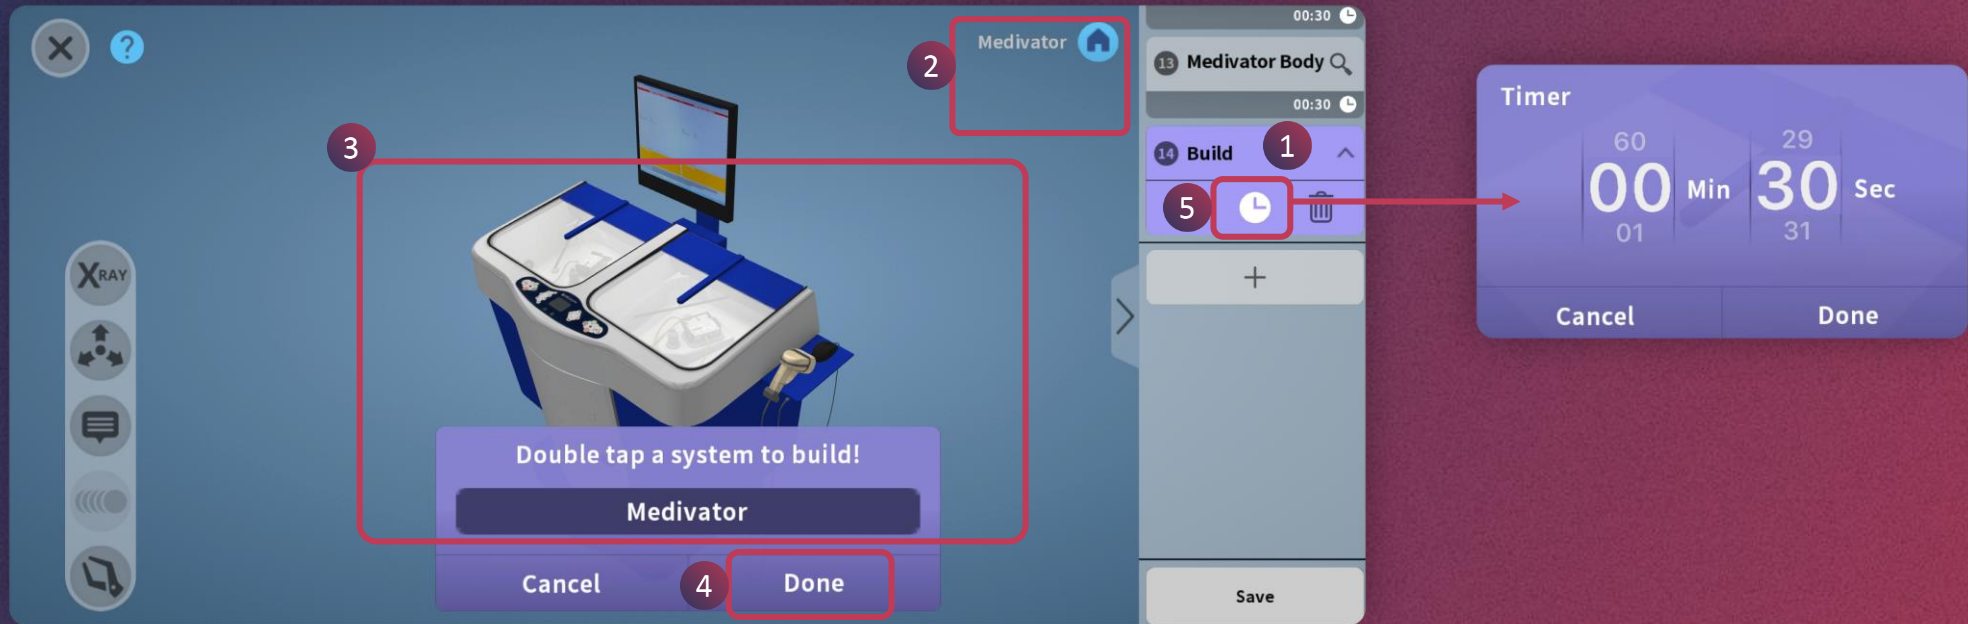 ?
Medivator
2
3
XRAY
Double tap a system to build!
Medivator
Cancel
4
Done
00:30
13 Medivator Body
00:30
14 Build
1
5
+
Save
Timer
60 29
00 Min 30 Sec
01 31
Cancel Done